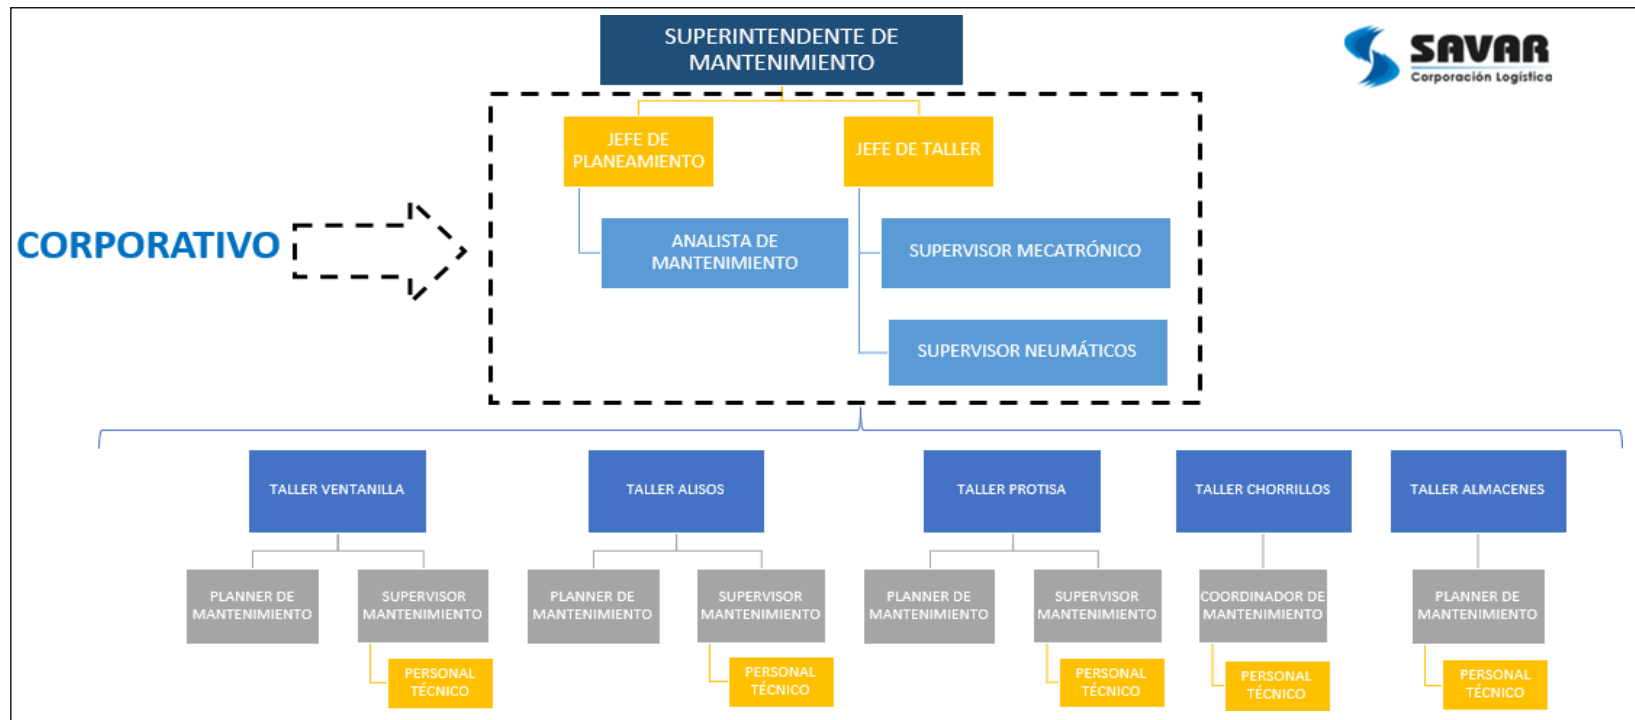 SUPERINTENDENTE DE
MANTENIMIENTO
SAVAR
Corporación Logística
JEFE DE
PLANEAMIENTO
JEFE DE TALLER
CORPORATIVO
ANALISTA DE
MANTENIMIENTO
SUPERVISOR MECATRÓNICO
SUPERVISOR NEUMÁTICOS
TALLER VENTANILLA
TALLER ALISOS
TALLER PROTISA
TALLER CHORRILLOS
TALLER ALMACENES
PLANNER DE
MANTENIMIENTO
SUPERVISOR
MANTENIMIENTO
PLANNER DE
MANTENIMIENTO
SUPERVISOR
MANTENIMIENTO
PLANNER DE
MANTENIMIENTO
SUPERVISOR
MANTENIMIENTO
COORDINADOR DE
MANTENIMIENTO
PLANNER DE
MANTENIMIENTO
PERSONAL
TÉCNICO
PERSONAL
TÉCNICO
PERSONAL
TÉCNICO
PERSONAL
TÉCNICO
PERSONAL
TÉCNICO